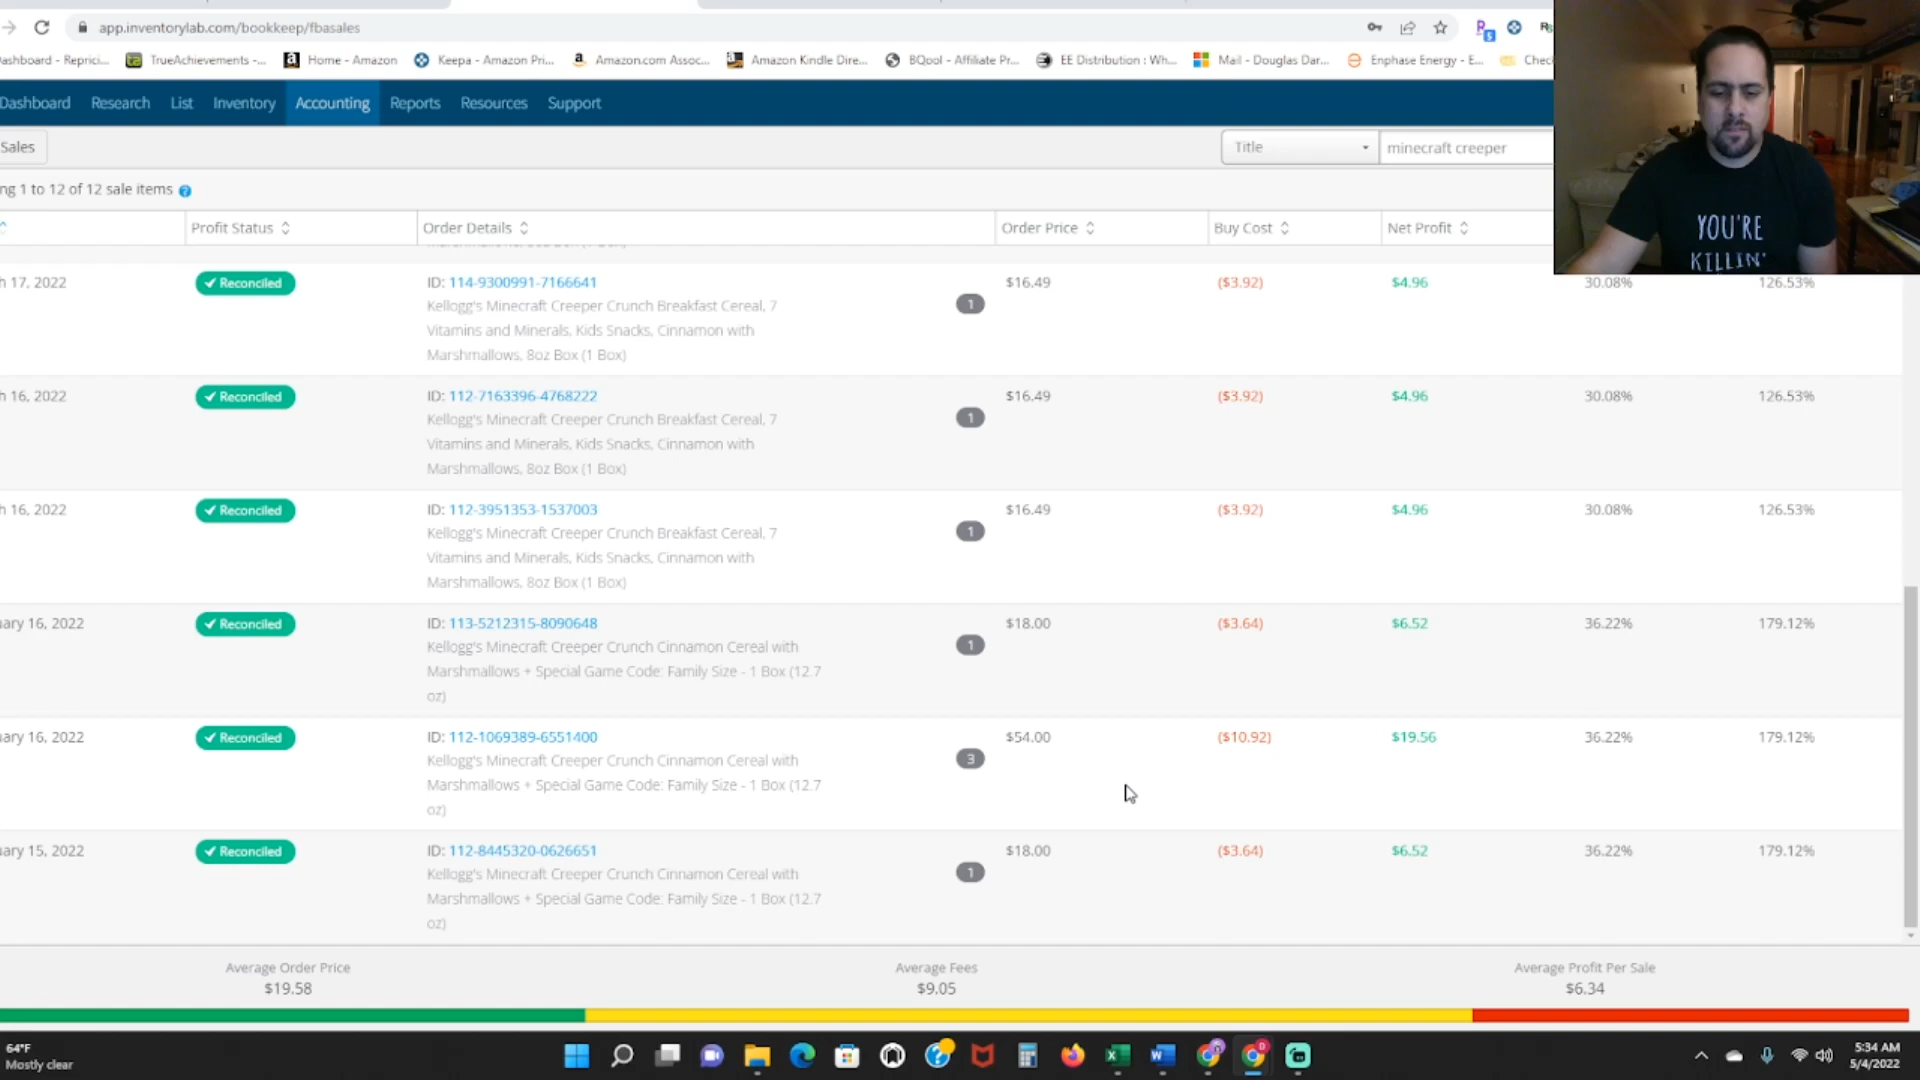 app.inventorylab.com/bookkeep/fbasales
ashboard - Reprici... TrueAchievements -... Home - Amazon Keepa - Amazon Pri... Amazon.com Assoc... Amazon Kindle Dire... BQool - Affiliate Pr... EE Distribution : Wh... Mail - Douglas Dar... Enphase Energy - E... Chec
Dashboard Research List Inventory Accounting Reports Resources Support
Sales Title minecraft creeper
ng 1 to 12 of 12 sale items
Profit Status Order Details Order Price Buy Cost Net Profit
h 17, 2022 Reconciled ID: 114-9300991-7166641 $16.49 ($3.92) $4.96 30.08% 126.53%
Kellogg's Minecraft Creeper Crunch Breakfast Cereal, 7 1
Vitamins and Minerals, Kids Snacks, Cinnamon with
Marshmallows, 8oz Box (1 Box)
h 16, 2022 Reconciled ID: 112-7163396-4768222 $16.49 ($3.92) $4.96 30.08% 126.53%
Kellogg's Minecraft Creeper Crunch Breakfast Cereal, 7 1
Vitamins and Minerals, Kids Snacks, Cinnamon with
Marshmallows, 8oz Box (1 Box)
h 16, 2022 Reconciled ID: 112-3951353-1537003 $16.49 ($3.92) $4.96 30.08% 126.53%
Kellogg's Minecraft Creeper Crunch Breakfast Cereal, 7 1
Vitamins and Minerals, Kids Snacks, Cinnamon with
Marshmallows, 8oz Box (1 Box)
ary 16, 2022 Reconciled ID: 113-5212315-8090648 $18.00 ($3.64) $6.52 36.22% 179.12%
Kellogg's Minecraft Creeper Crunch Cinnamon Cereal with 1
Marshmallows + Special Game Code: Family Size - 1 Box (12.7
oz)
ary 16, 2022 Reconciled ID: 112-1069389-6551400 $54.00 ($10.92) $19.56 36.22% 179.12%
Kellogg's Minecraft Creeper Crunch Cinnamon Cereal with 3
Marshmallows + Special Game Code: Family Size - 1 Box (12.7
oz)
uary 15, 2022 Reconciled ID: 112-8445320-0626651 $18.00 ($3.64) $6.52 36.22% 179.12%
Kellogg's Minecraft Creeper Crunch Cinnamon Cereal with 1
Marshmallows + Special Game Code: Family Size - 1 Box (12.7
oz)
Average Order Price Average Fees Average Profit Per Sale
$19.58 $9.05 $6.34
64°F
Mostly clear
5:34 AM
5/4/2022
YOU'RE
KILLIN'